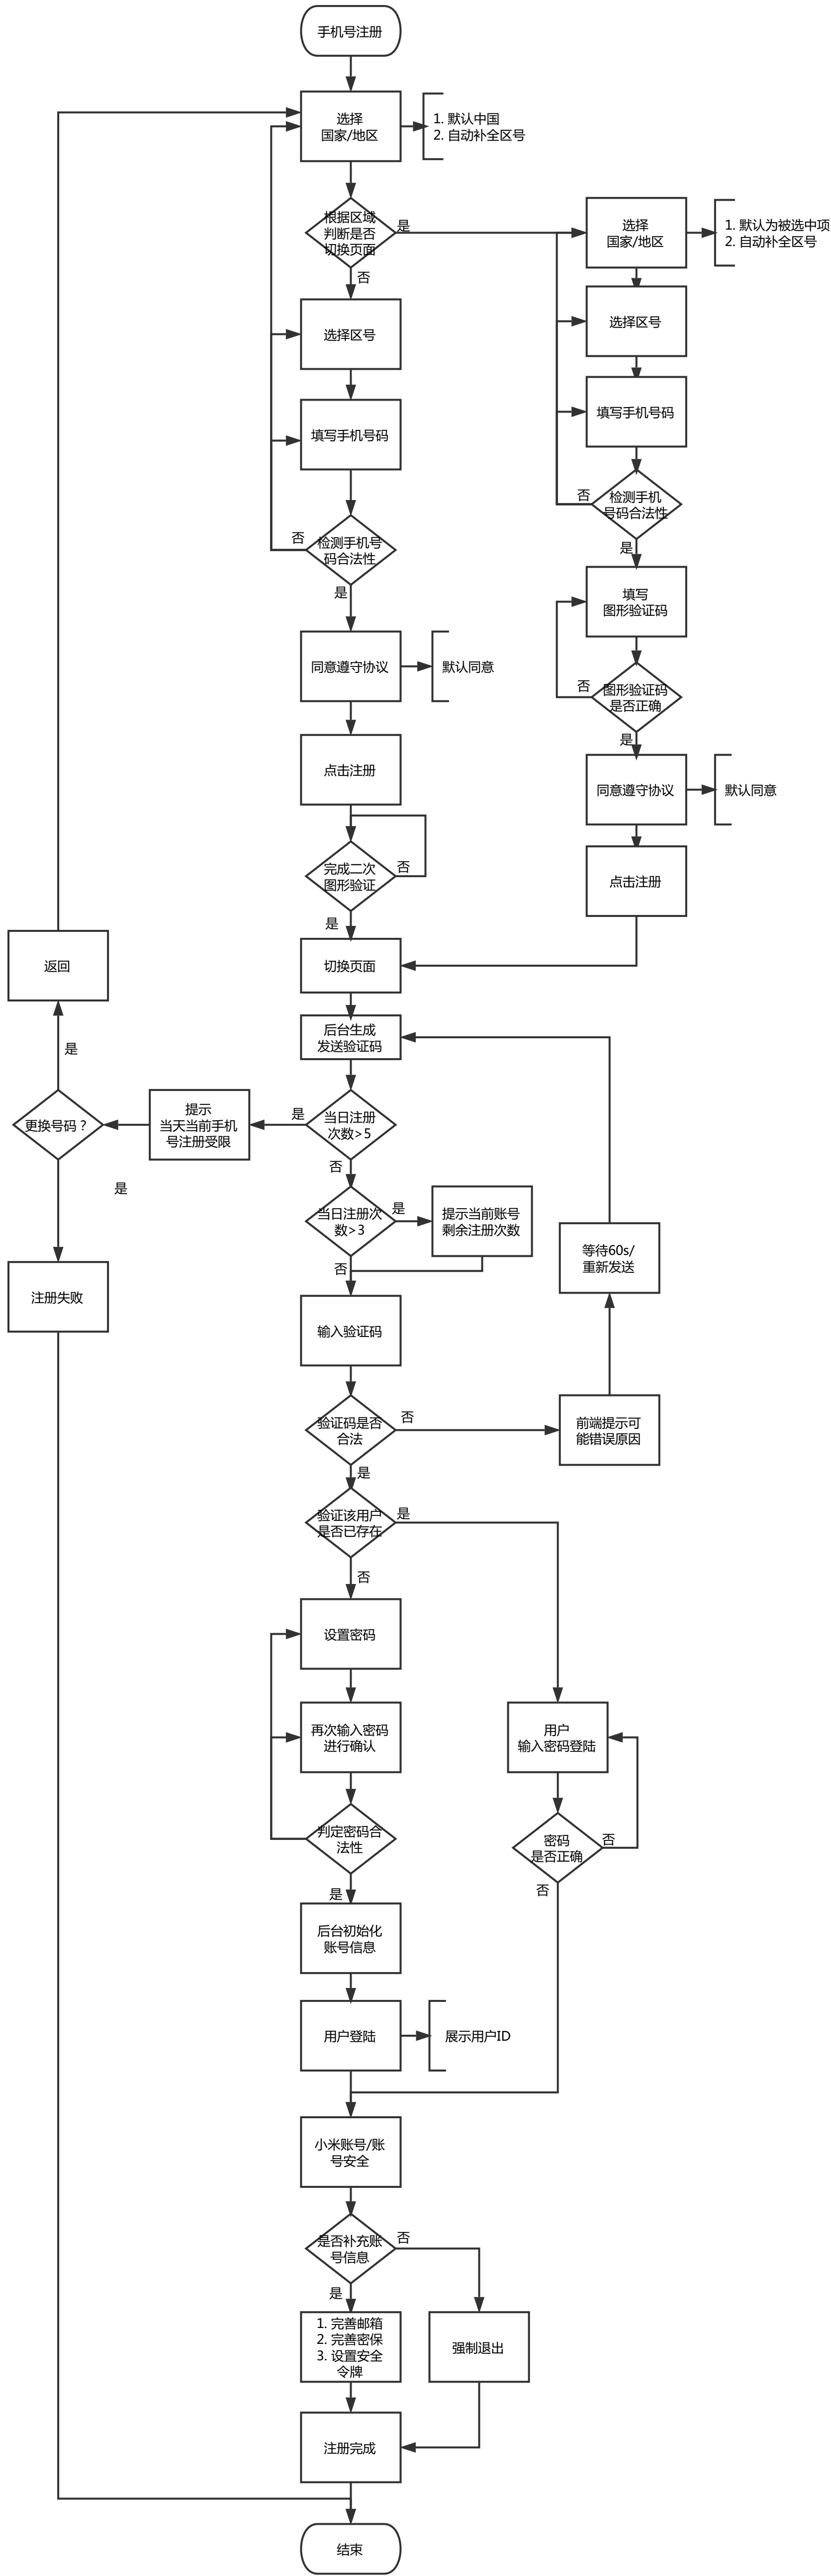 手机号注册
选择
国家/地区
1. 默认中国
2. 自动补全区号
根据区域
判断是否
切换页面
是
否
选择
国家/地区
1. 默认为被选中项
2. 自动补全区号
选择区号
选择区号
填写手机号码
填写手机号码
否
检测手机
号码合法性
是
否
检测手机号
码合法性
是
填写
图形验证码
同意遵守协议
默认同意
否
图形验证码
是否正确
是
点击注册
同意遵守协议
默认同意
完成二次
图形验证
否
是
点击注册
返回
切换页面
后台生成
发送验证码
是
更换号码？
提示
当天当前手机
号注册受限
是
当日注册
次数>5
否
是
当日注册次
数>3
是
否
提示当前账号
剩余注册次数
等待60s/
重新发送
注册失败
输入验证码
验证码是否
合法
否
是
前端提示可
能错误原因
验证该用户
是否已存在
是
否
设置密码
再次输入密码
进行确认
用户
输入密码登陆
判定密码合
法性
是
密码
是否正确
否
否
后台初始化
账号信息
用户登陆
展示用户ID
小米账号/账
号安全
是否补充账
号信息
否
是
1. 完善邮箱
2. 完善密保
3. 设置安全
令牌
强制退出
注册完成
结束